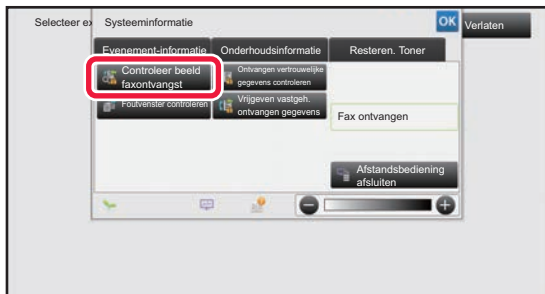 Selecteer ex
Systeeminformatie
OK
Verlaten
Evenement-informatie
Onderhoudsinformatie
Resteren. Toner
Controleer beeld
faxontvangst
Ontvangen vertrouwelijke
gegevens controleren
Foutvenster controleren
Vrijgeven vastgeh.
ontvangen gegevens
Fax ontvangen
Afstandsbediening
afsluiten